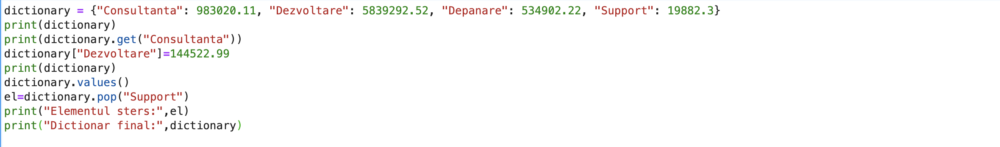 dictionary = {"Consultanta": 983020.11, "Dezvoltare": 5839292.52, "Depanare": 534902.22, "Support": 19882.3}
print(dictionary)
print(dictionary.get("Consultanta"))
dictionary["Dezvoltare"]=144522.99
print(dictionary)
dictionary.values()
el=dictionary.pop("Support")
print("Elementul sters:",el)
print("Dictionar final:",dictionary)